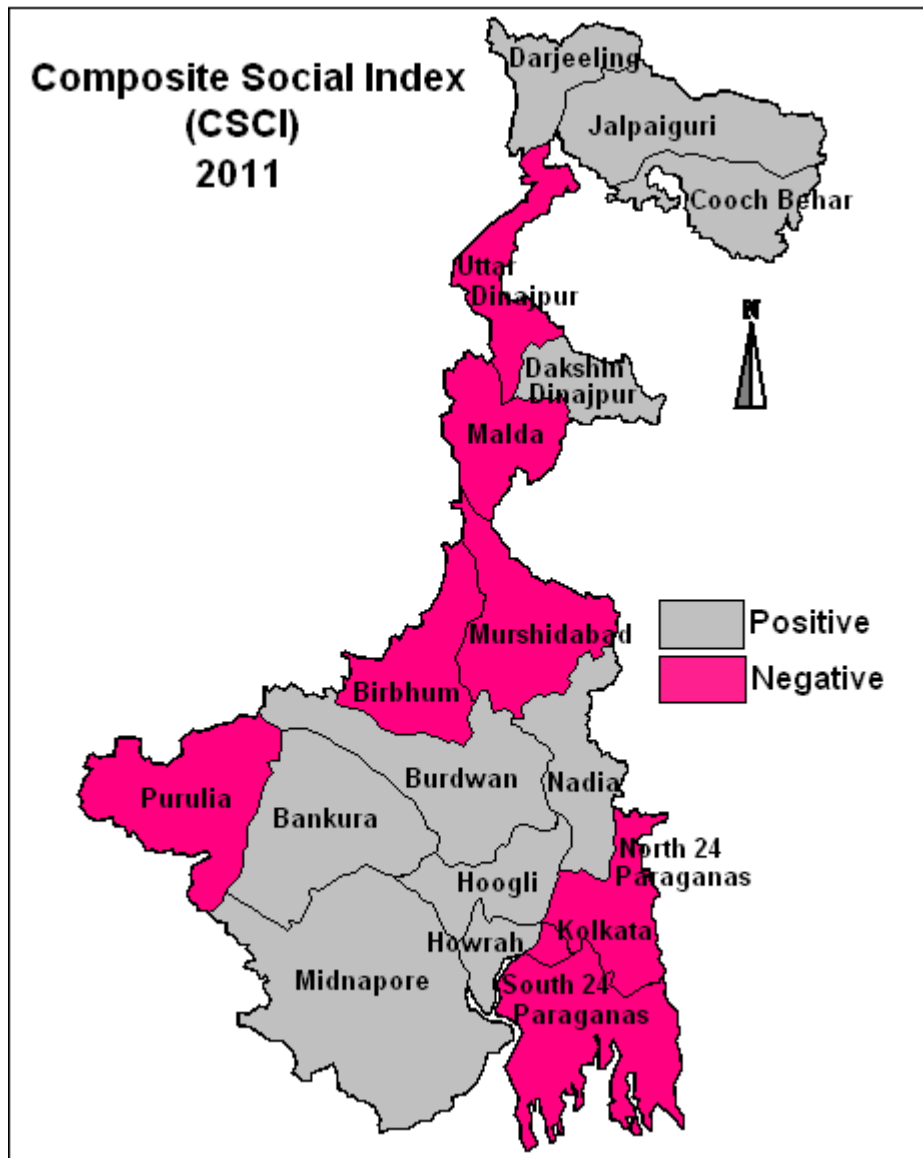 Composite Social Index
(CSCI)
2011
Darjeeling
Jalpaiguri
Cooch Behar
Uttar
Dinajpur
N
Dakshin
Dinajpur
Malda
Murshidabad
Positive
Negative
Birbhum
Burdwan
Nadia
Purulia
Bankura
North 24
Paraganas
Hoogli
Kolkata
Howrah
Midnapore
South 24
Paraganas